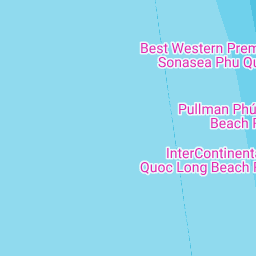 Best Western Prem
Sonasea Phu Qu
Pullman Phú
Beach R
InterContinenta
Quoc Long Beach R